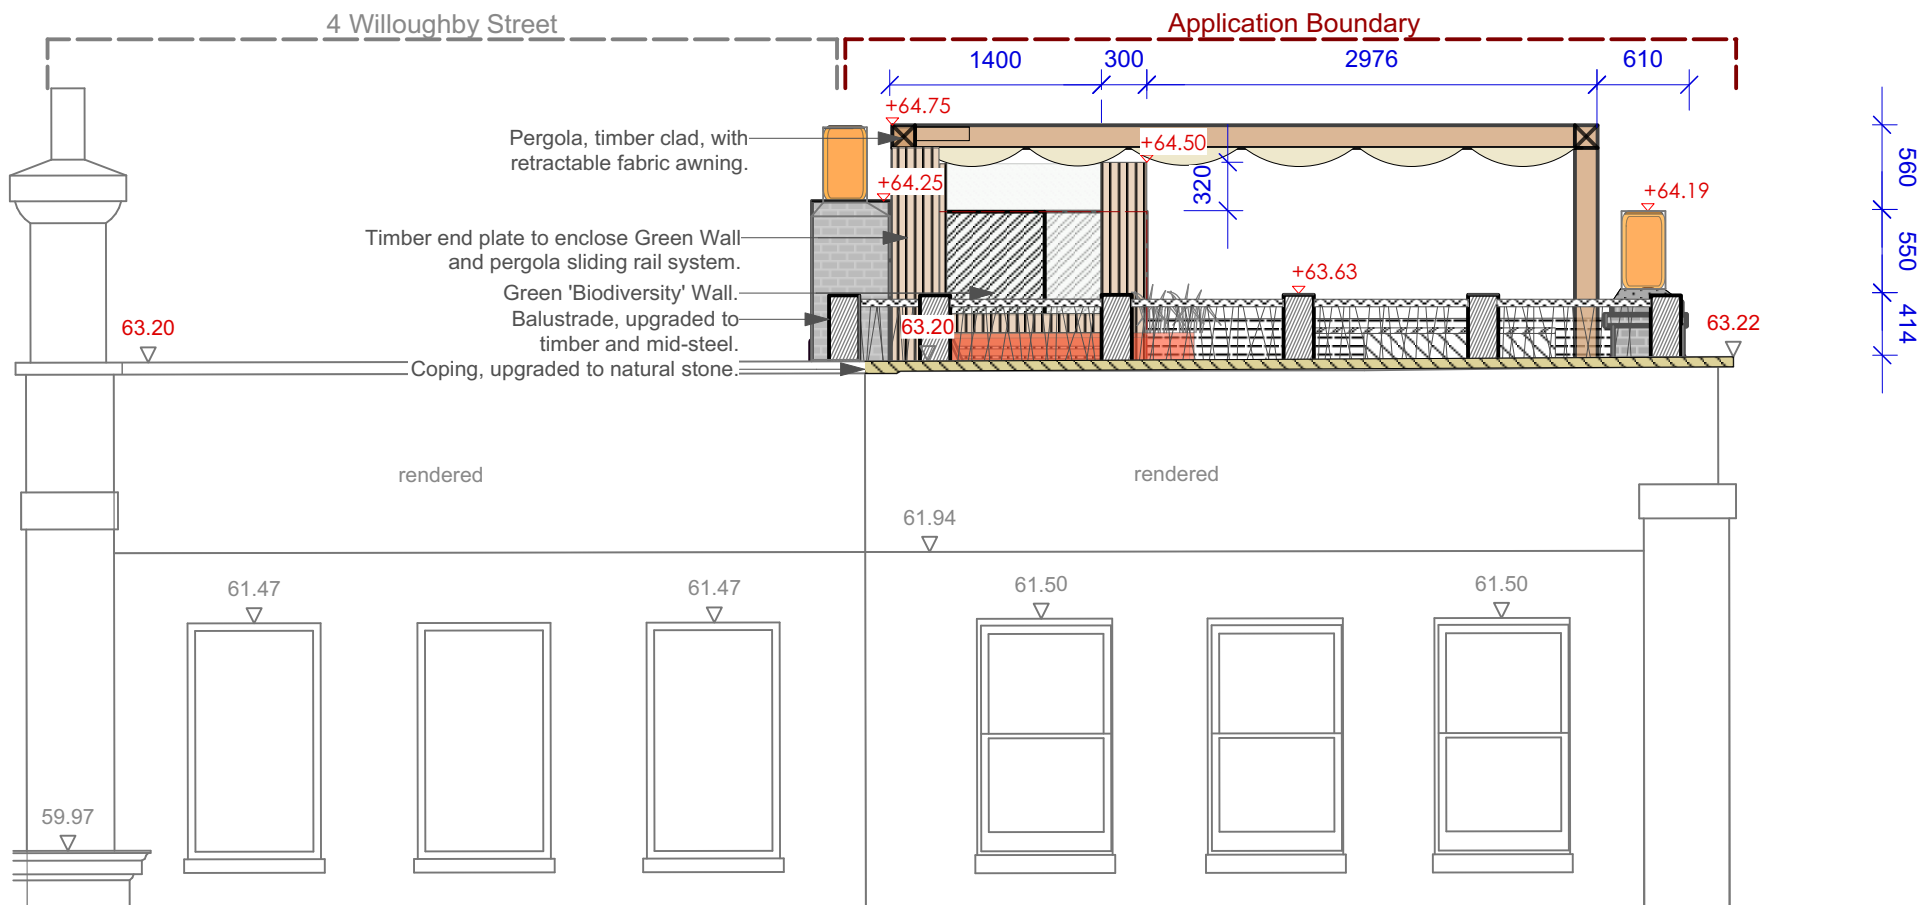 4 Willoughby Street
Application Boundary
1400
300
2976
610
+64.75
Pergola, timber clad, with
retractable fabric awning.
+64.50
560
+64.25
320
+64.19
Timber end plate to enclose Green Wall
and pergola sliding rail system.
550
+63.63
Green 'Biodiversity' Wall.
Balustrade, upgraded to
timber and mid-steel.
63.20
63.20
63.22
414
Coping, upgraded to natural stone.
rendered
rendered
61.94
61.47
61.47
61.50
61.50
59.97